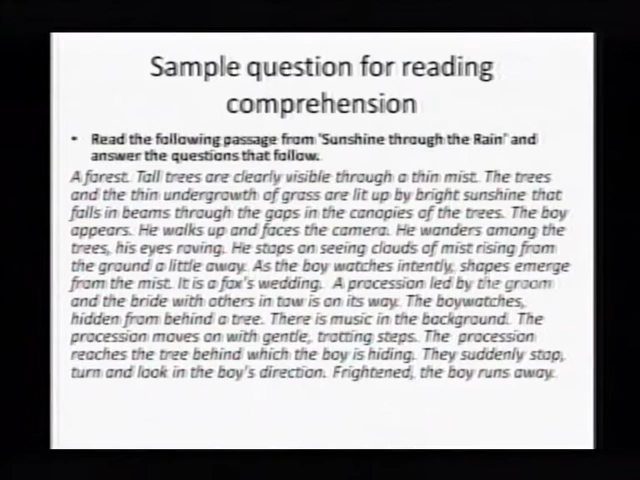 Sample question for reading
comprehension
• Read the following passage from 'Sunshine through the Rain' and
answer the questions that follow.
A forest. Tall trees are clearly visible through a thin mist. The trees
and the thin undergrowth of grass are lit up by bright sunshine that
falls in beams through the gaps in the canopies of the trees. The boy
appears. He walks up and faces the camera. He wanders among the
trees, his eyes roving. He stops on seeing clouds of mist rising from
the ground a little away. As the boy watches intently, shapes emerge
from the mist. It is a fox's wedding. A procession led by the groom
and the bride with others in tow is on its way. The boywatches,
hidden from behind a tree. There is music in the background. The
procession moves on with gentle, trotting steps. The procession
reaches the tree behind which the boy is hiding. They suddenly stop,
turn and look in the boy's direction. Frightened, the boy runs away.